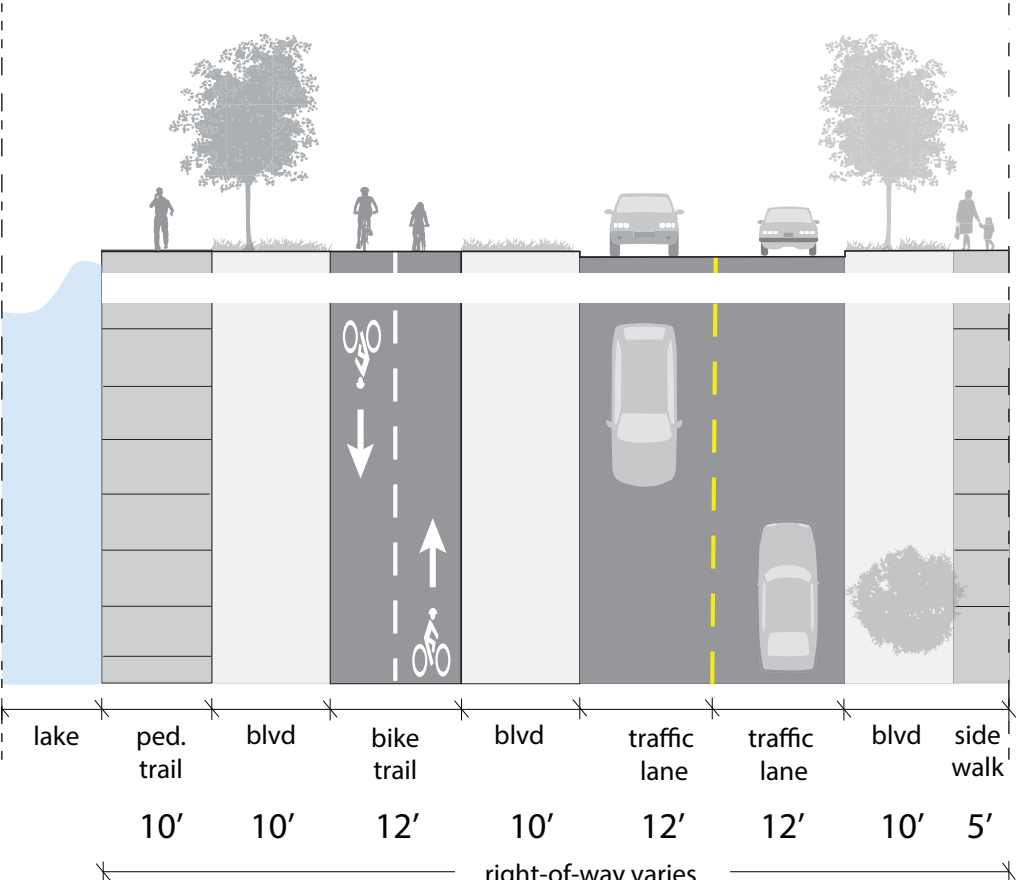 lake
ped.
trail
blvd
bike
trail
blvd
traffic
lane
traffic
lane
blvd
side
walk
10′ 10′ 12′ 10′ 12′ 12′ 10′ 5′
right-of-way varies